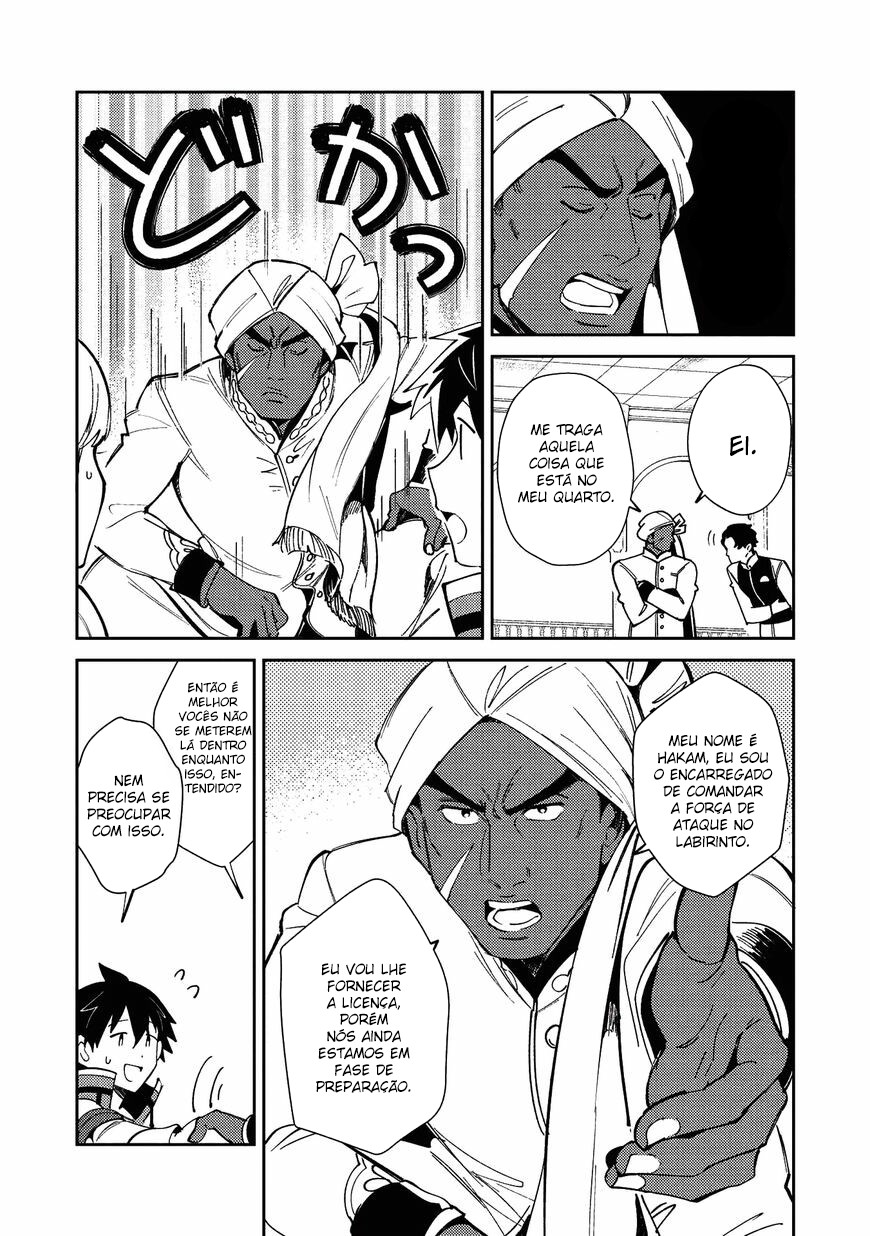 EI.
ME TRAGA
AQUELA
COISA QUE
ESTÁ NO
MEU QUARTO.
どかっ
MEU NOME É
HAKAM, EU SOU
O ENCARREGADO
DE COMANDAR
A FORÇA DE
ATAQUE NO
LABIRINTO.
EU VOU LHE
FORNECER
A LICENÇA,
PORÉM
NÓS AINDA
ESTAMOS EM
FASE DE
PREPARAÇÃO.
ENTÃO É
MELHOR
VOCÊS NÃO
SE METEREM
LÁ DENTRO
ENQUANTO
ISSO, EN-
TENDIDO?
NEM
PRECISA SE
PREOCUPAR
COM ISSO.